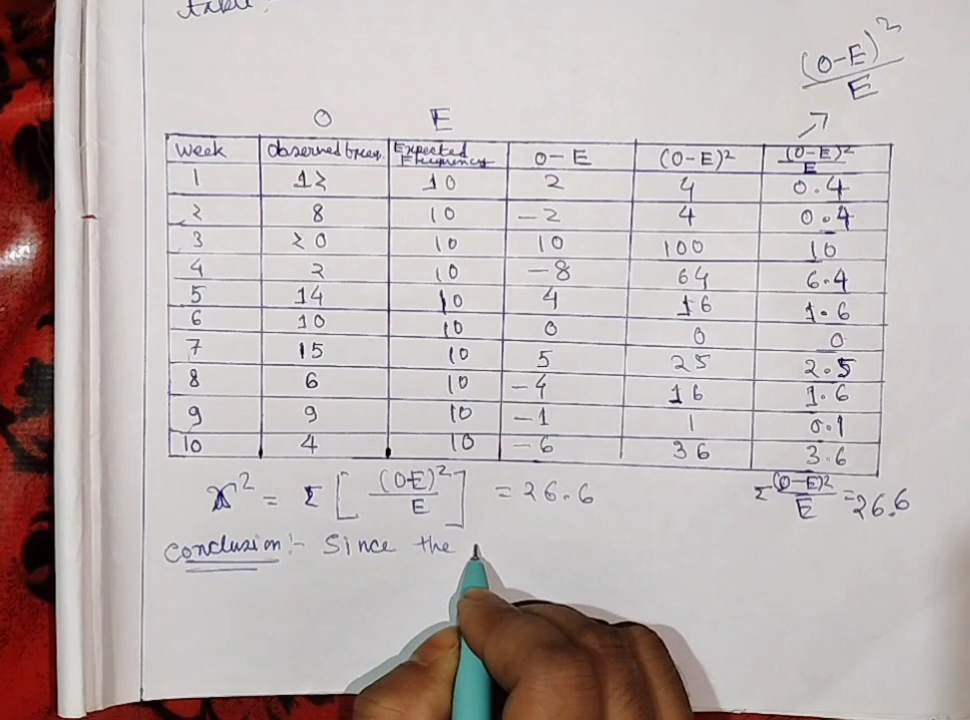 table.
(O-E)²
E
O E
Week Observed freq. Expected Frequency O-E (O-E)² (O-E)²/E
1 12 10 2 4 0.4
2 8 10 -2 4 0.4
3 20 10 10 100 10
4 2 10 -8 64 6.4
5 14 10 4 16 1.6
6 10 10 0 0 0
7 15 10 5 25 2.5
8 6 10 -4 16 1.6
9 9 10 -1 1 0.1
10 4 10 -6 36 3.6
x² = Σ [(O-E)²/E] = 26.6 Σ (O-E)²/E = 26.6
Conclusion:- Since the